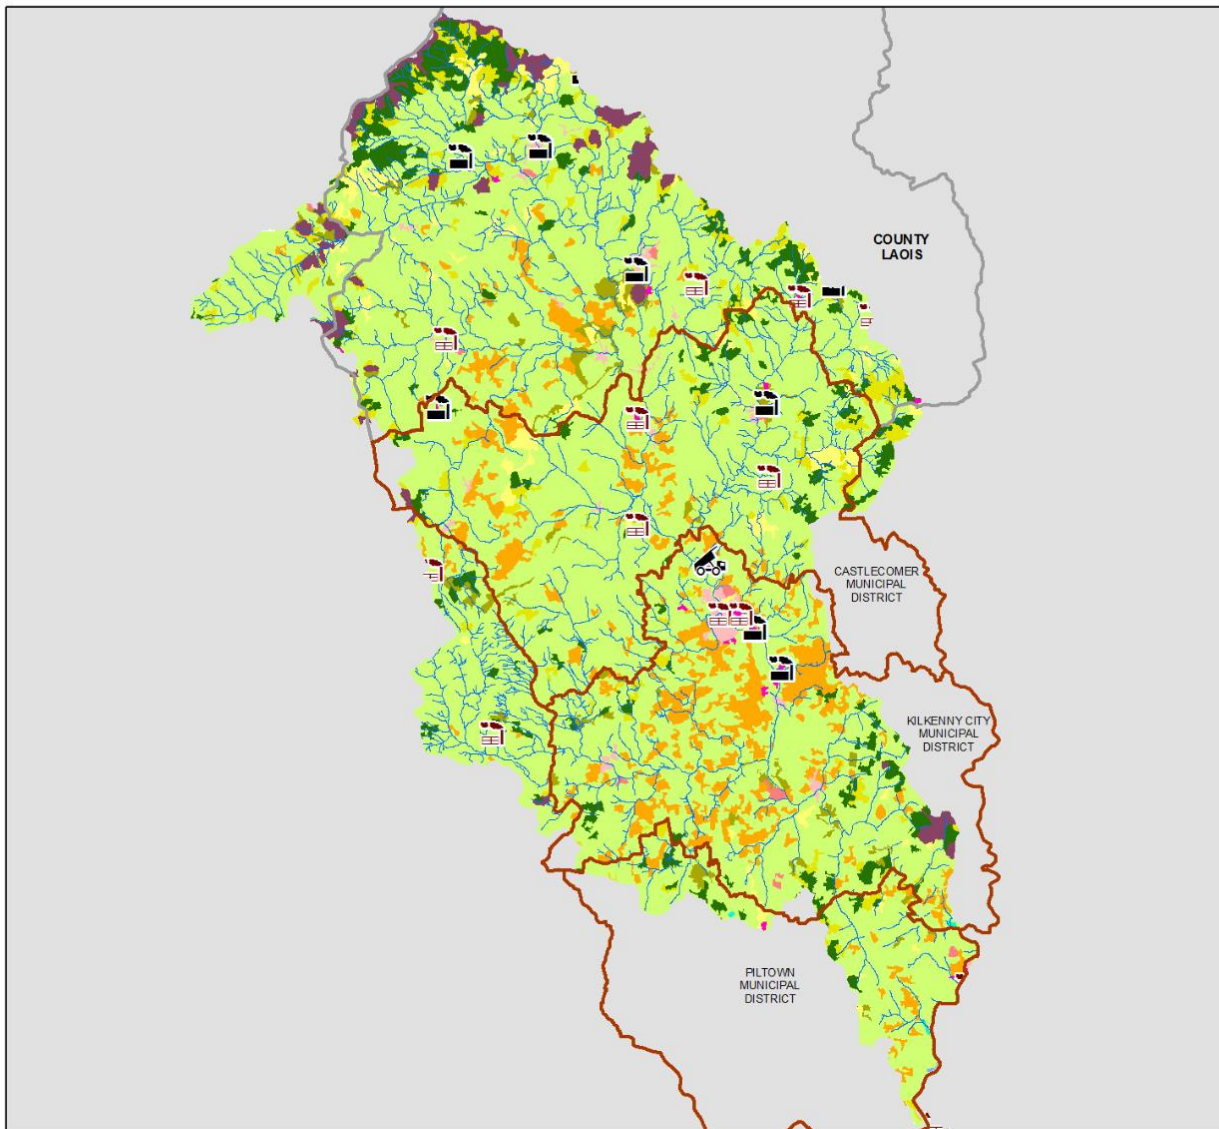 COUNTY
LAOIS
CASTLECOMER
MUNICIPAL
DISTRICT
KILKENNY CITY
MUNICIPAL
DISTRICT
PILTOWN
MUNICIPAL
DISTRICT